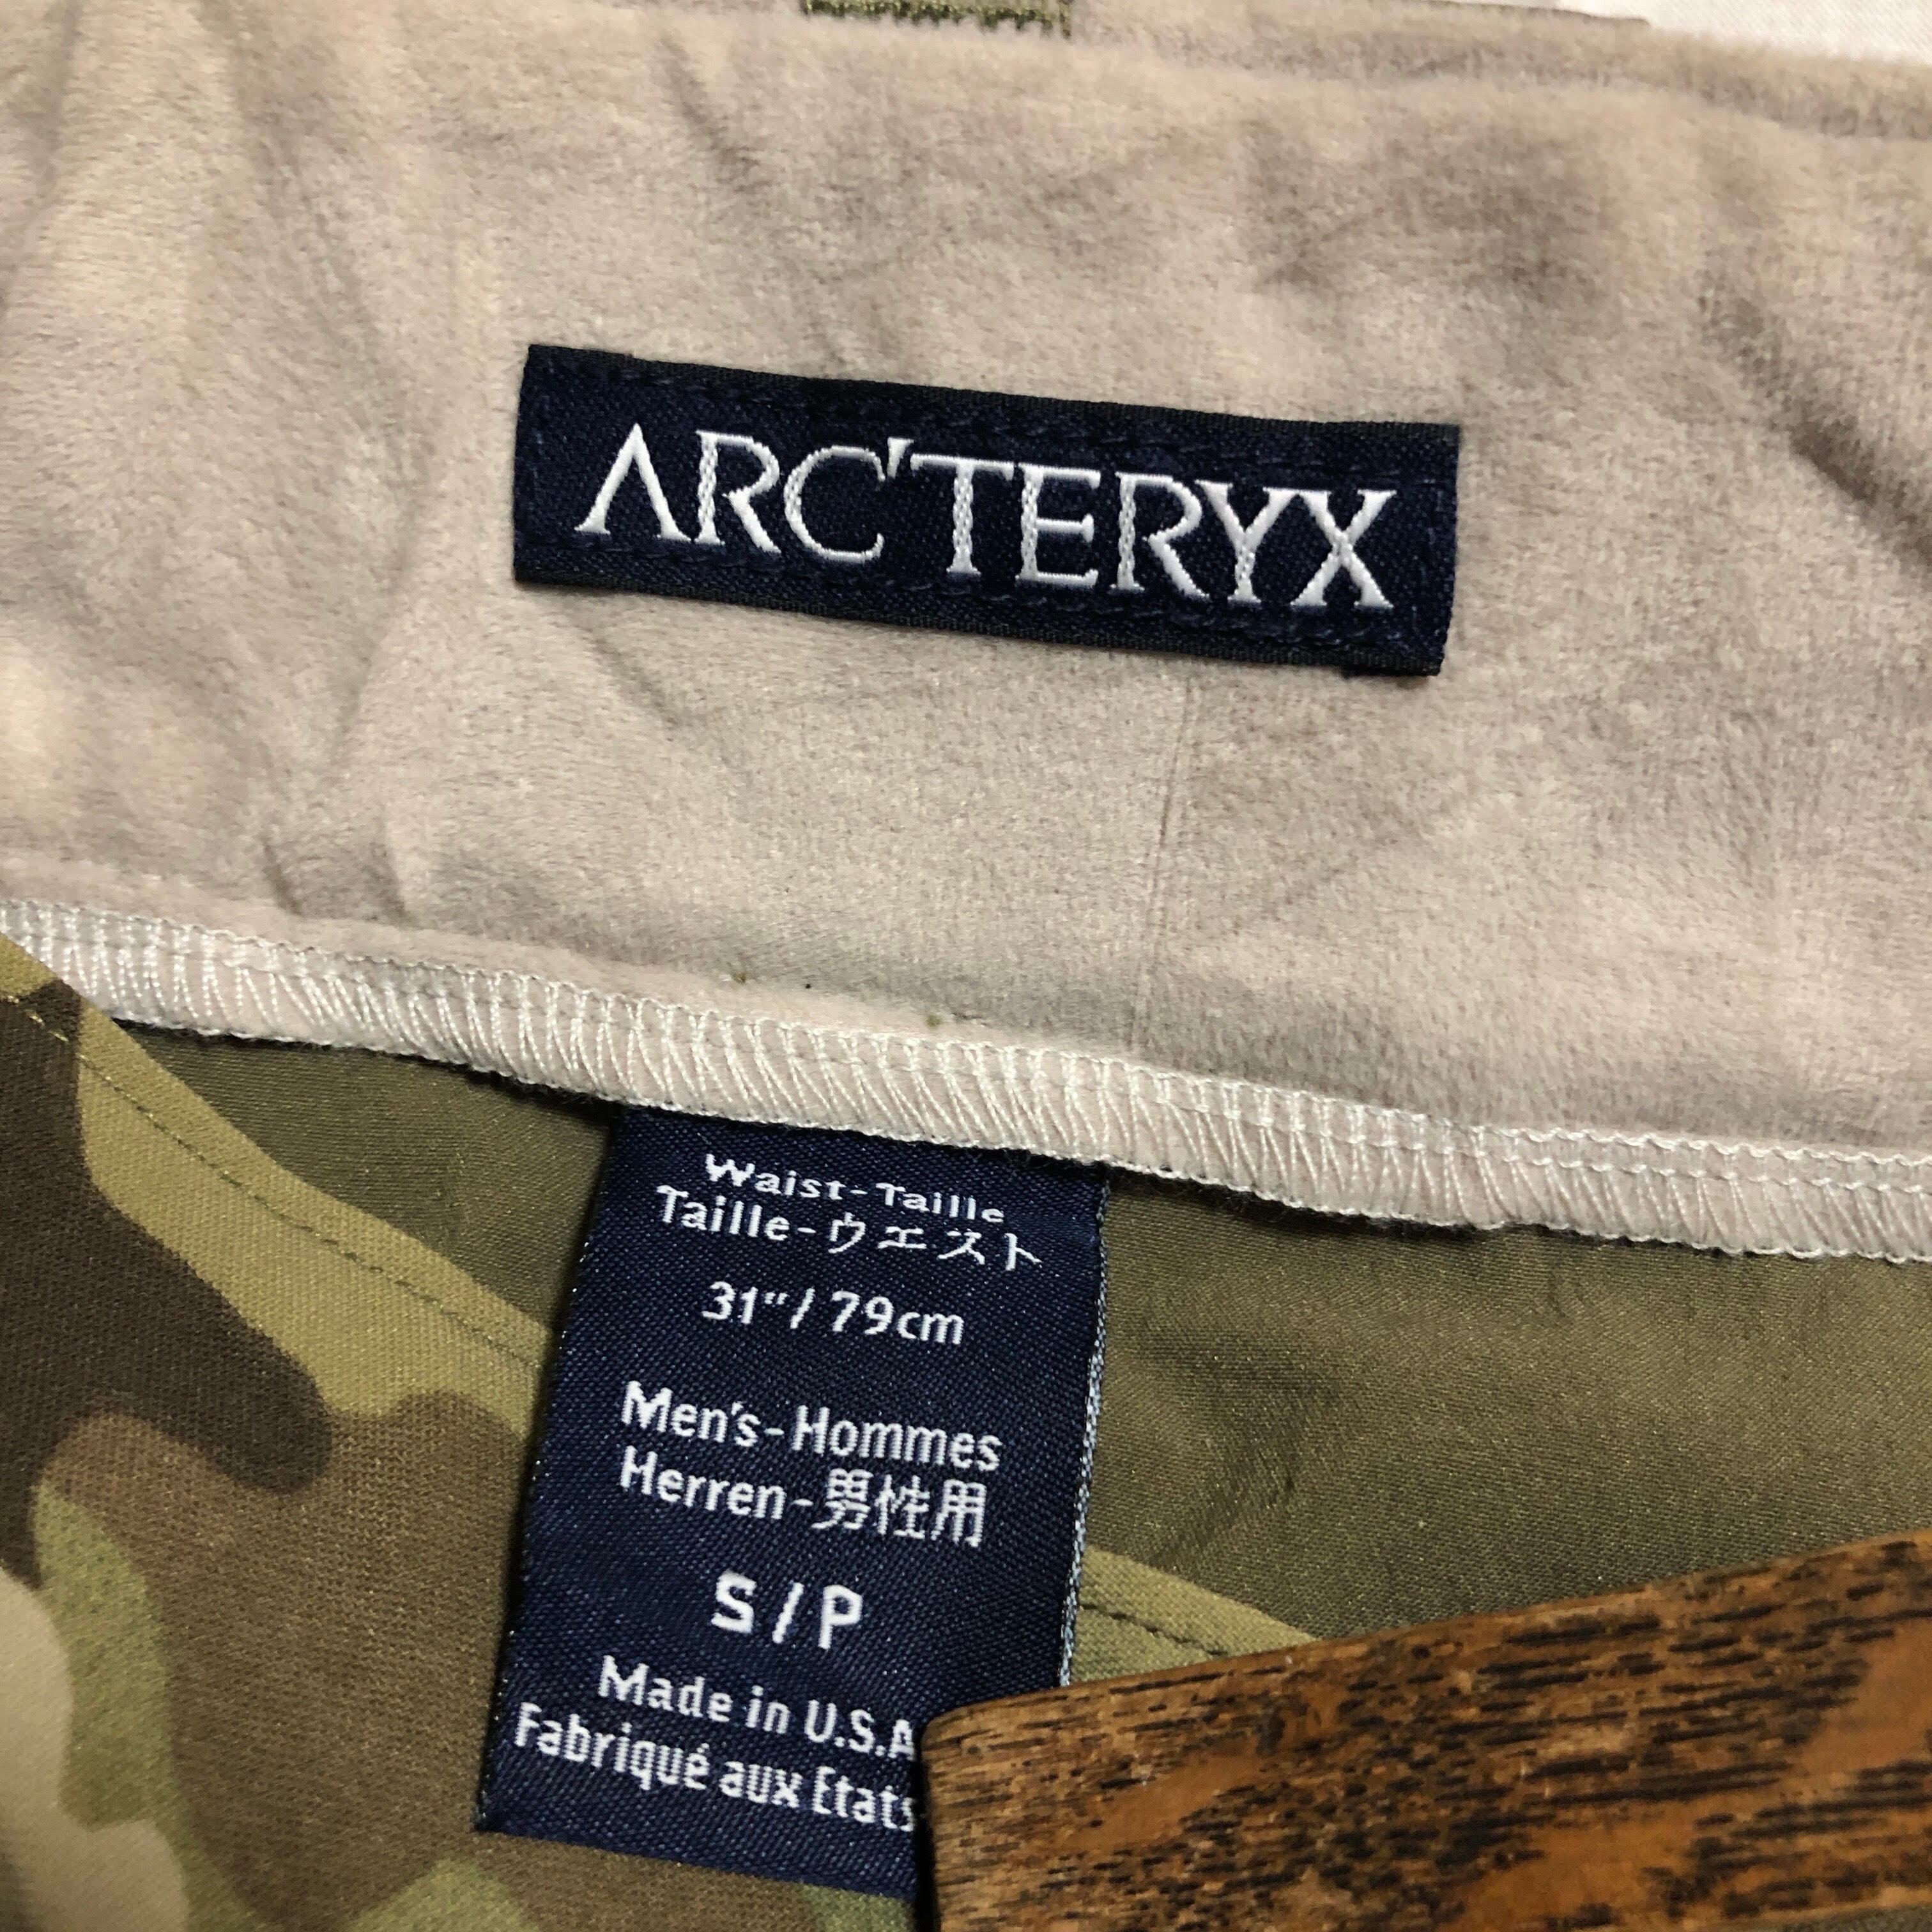 ARC'TERYX
Waist-Taille
Taille-ウエスト
31"/ 79cm
Men's-Hommes
Herren-男性用
S/P
Made in U.S.A
Fabriqué aux Etats